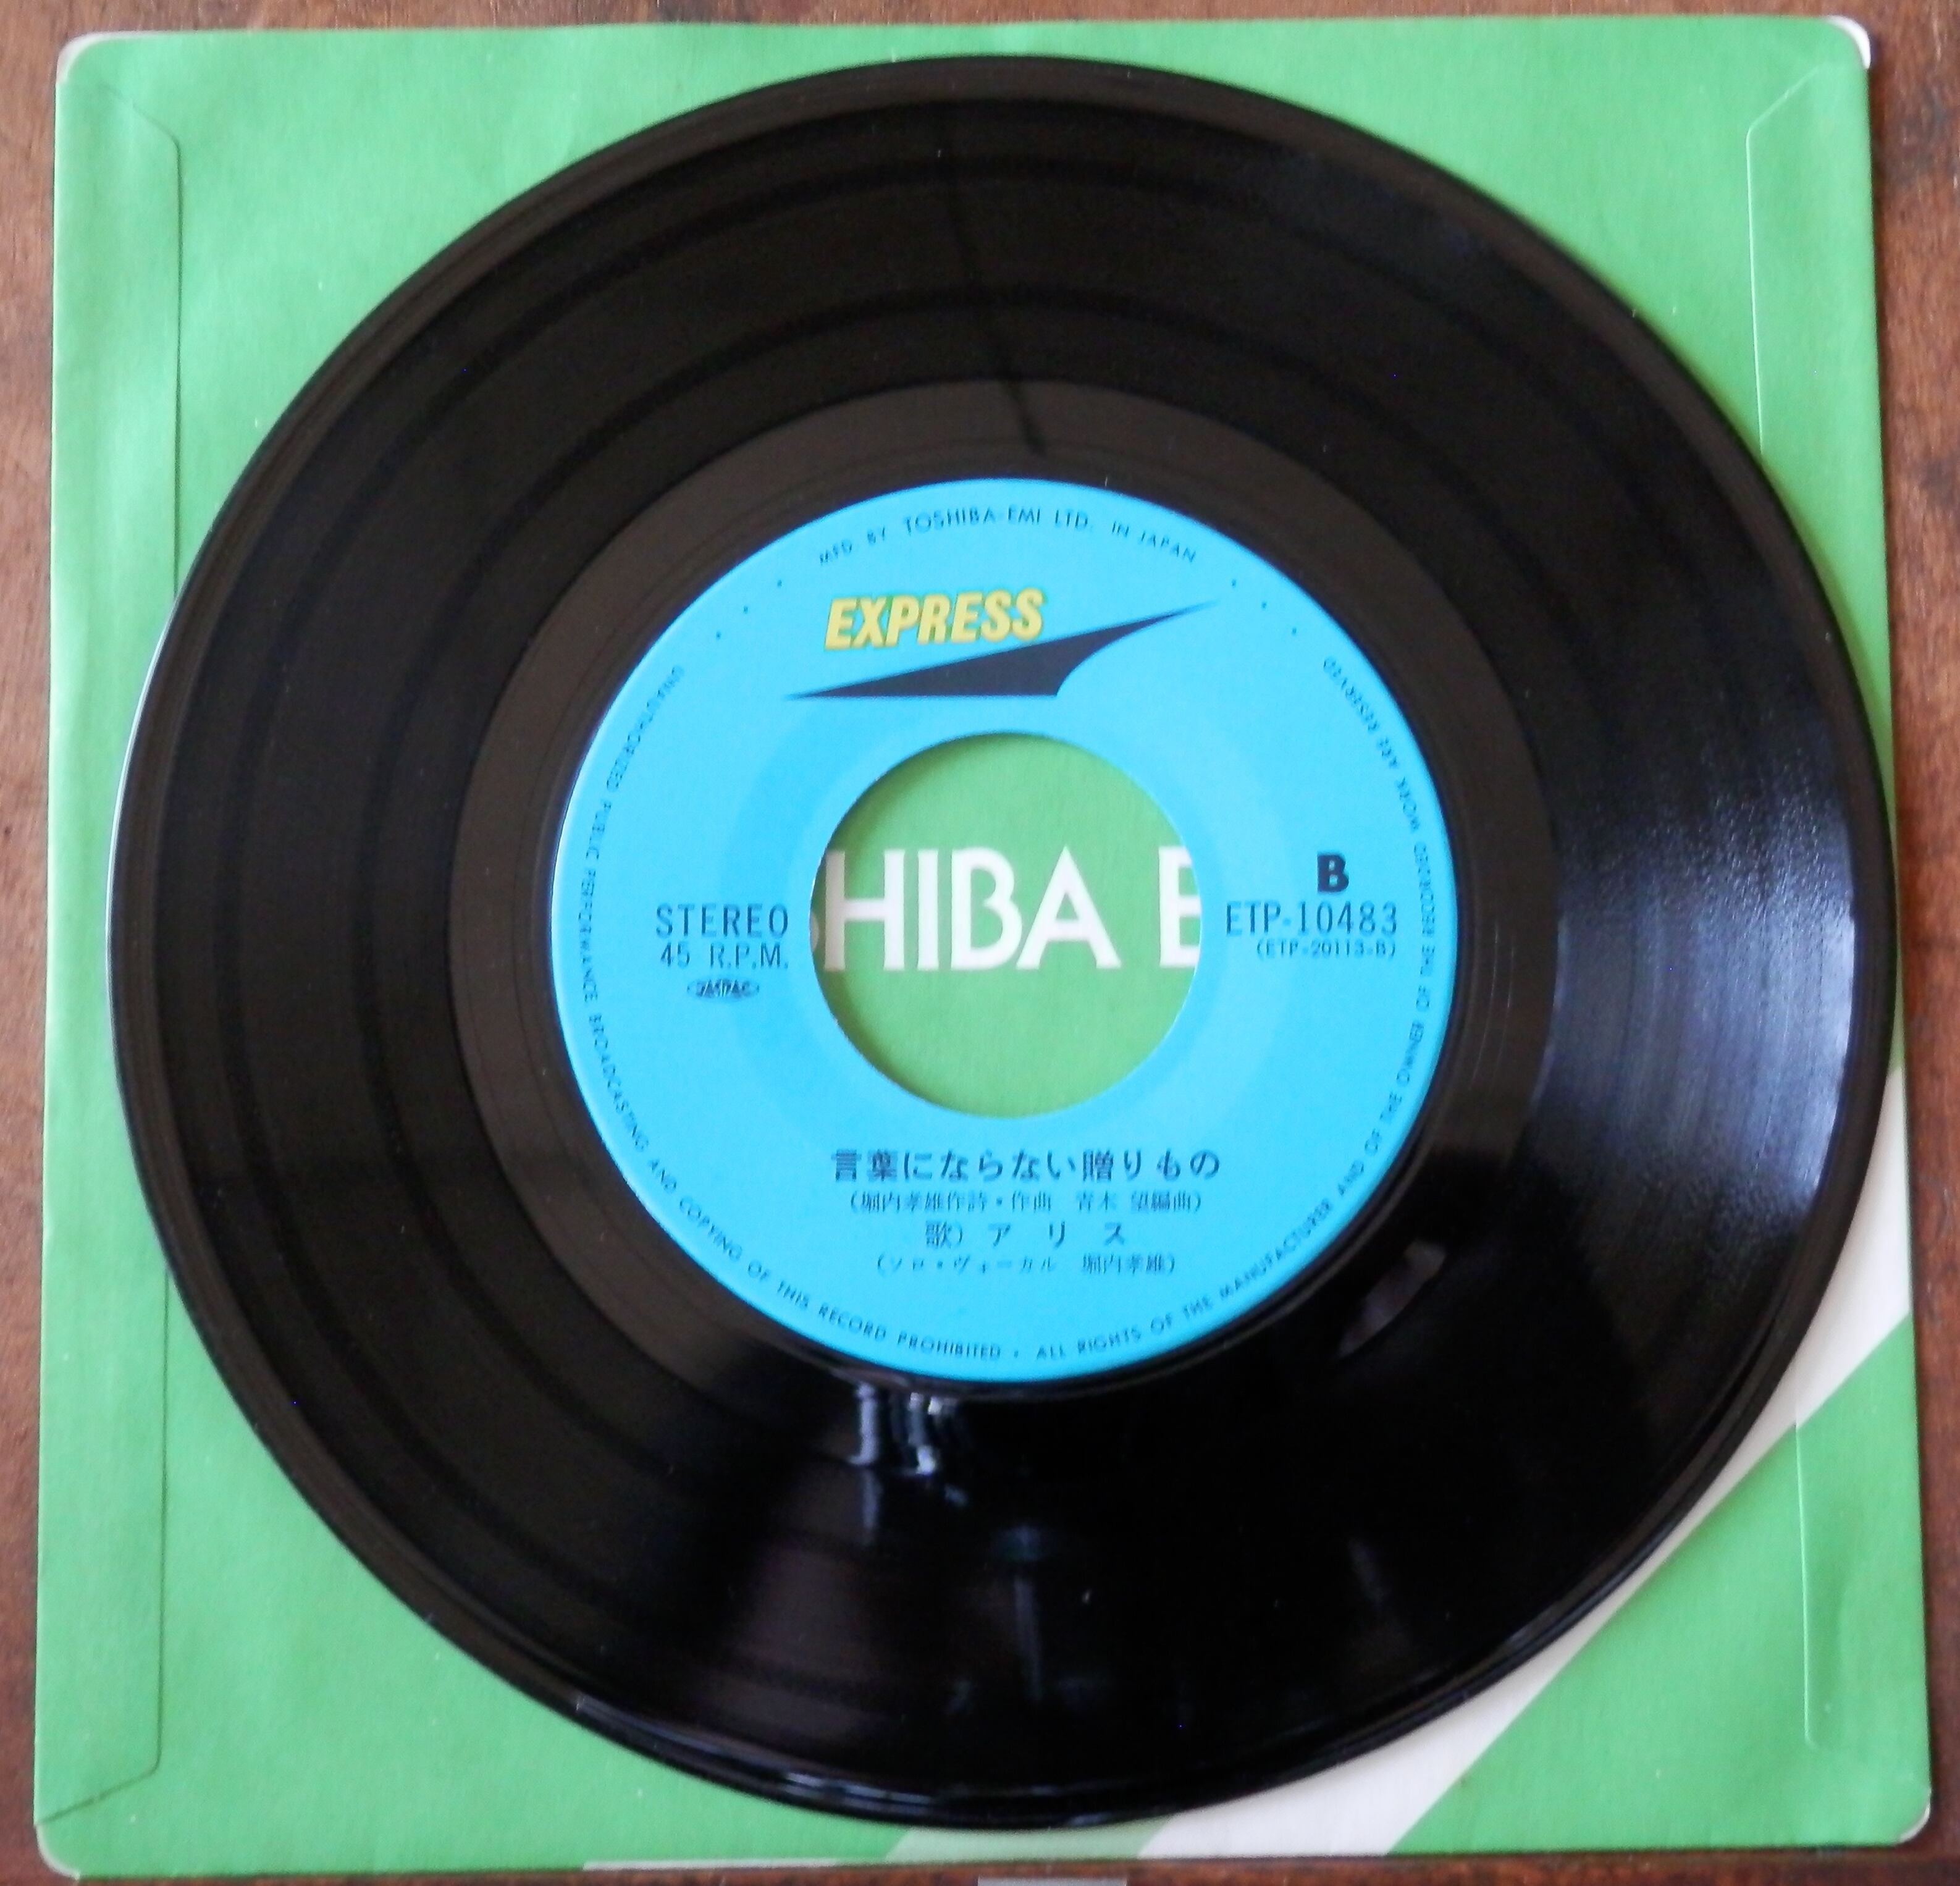 MFD. BY TOSHIBA-EMI LTD. IN JAPAN
EXPRESS
HIBA E
B
STEREO
ETP-10483
45 R.P.M.
(ETP-20113-B)
JASRAC
言葉にならない贈りもの
(堀内孝雄作詩・作曲 青木 望編曲)
歌) アリス
(ソロ・ヴォーカル 堀内孝雄)
UNAUTHORIZED PUBLIC PERFORMANCE BROADCASTING AND COPYING OF THIS RECORD PROHIBITED • ALL RIGHTS OF THE MANUFACTURER AND OF THE OWNER OF THE RECORDED WORK ARE RESERVED